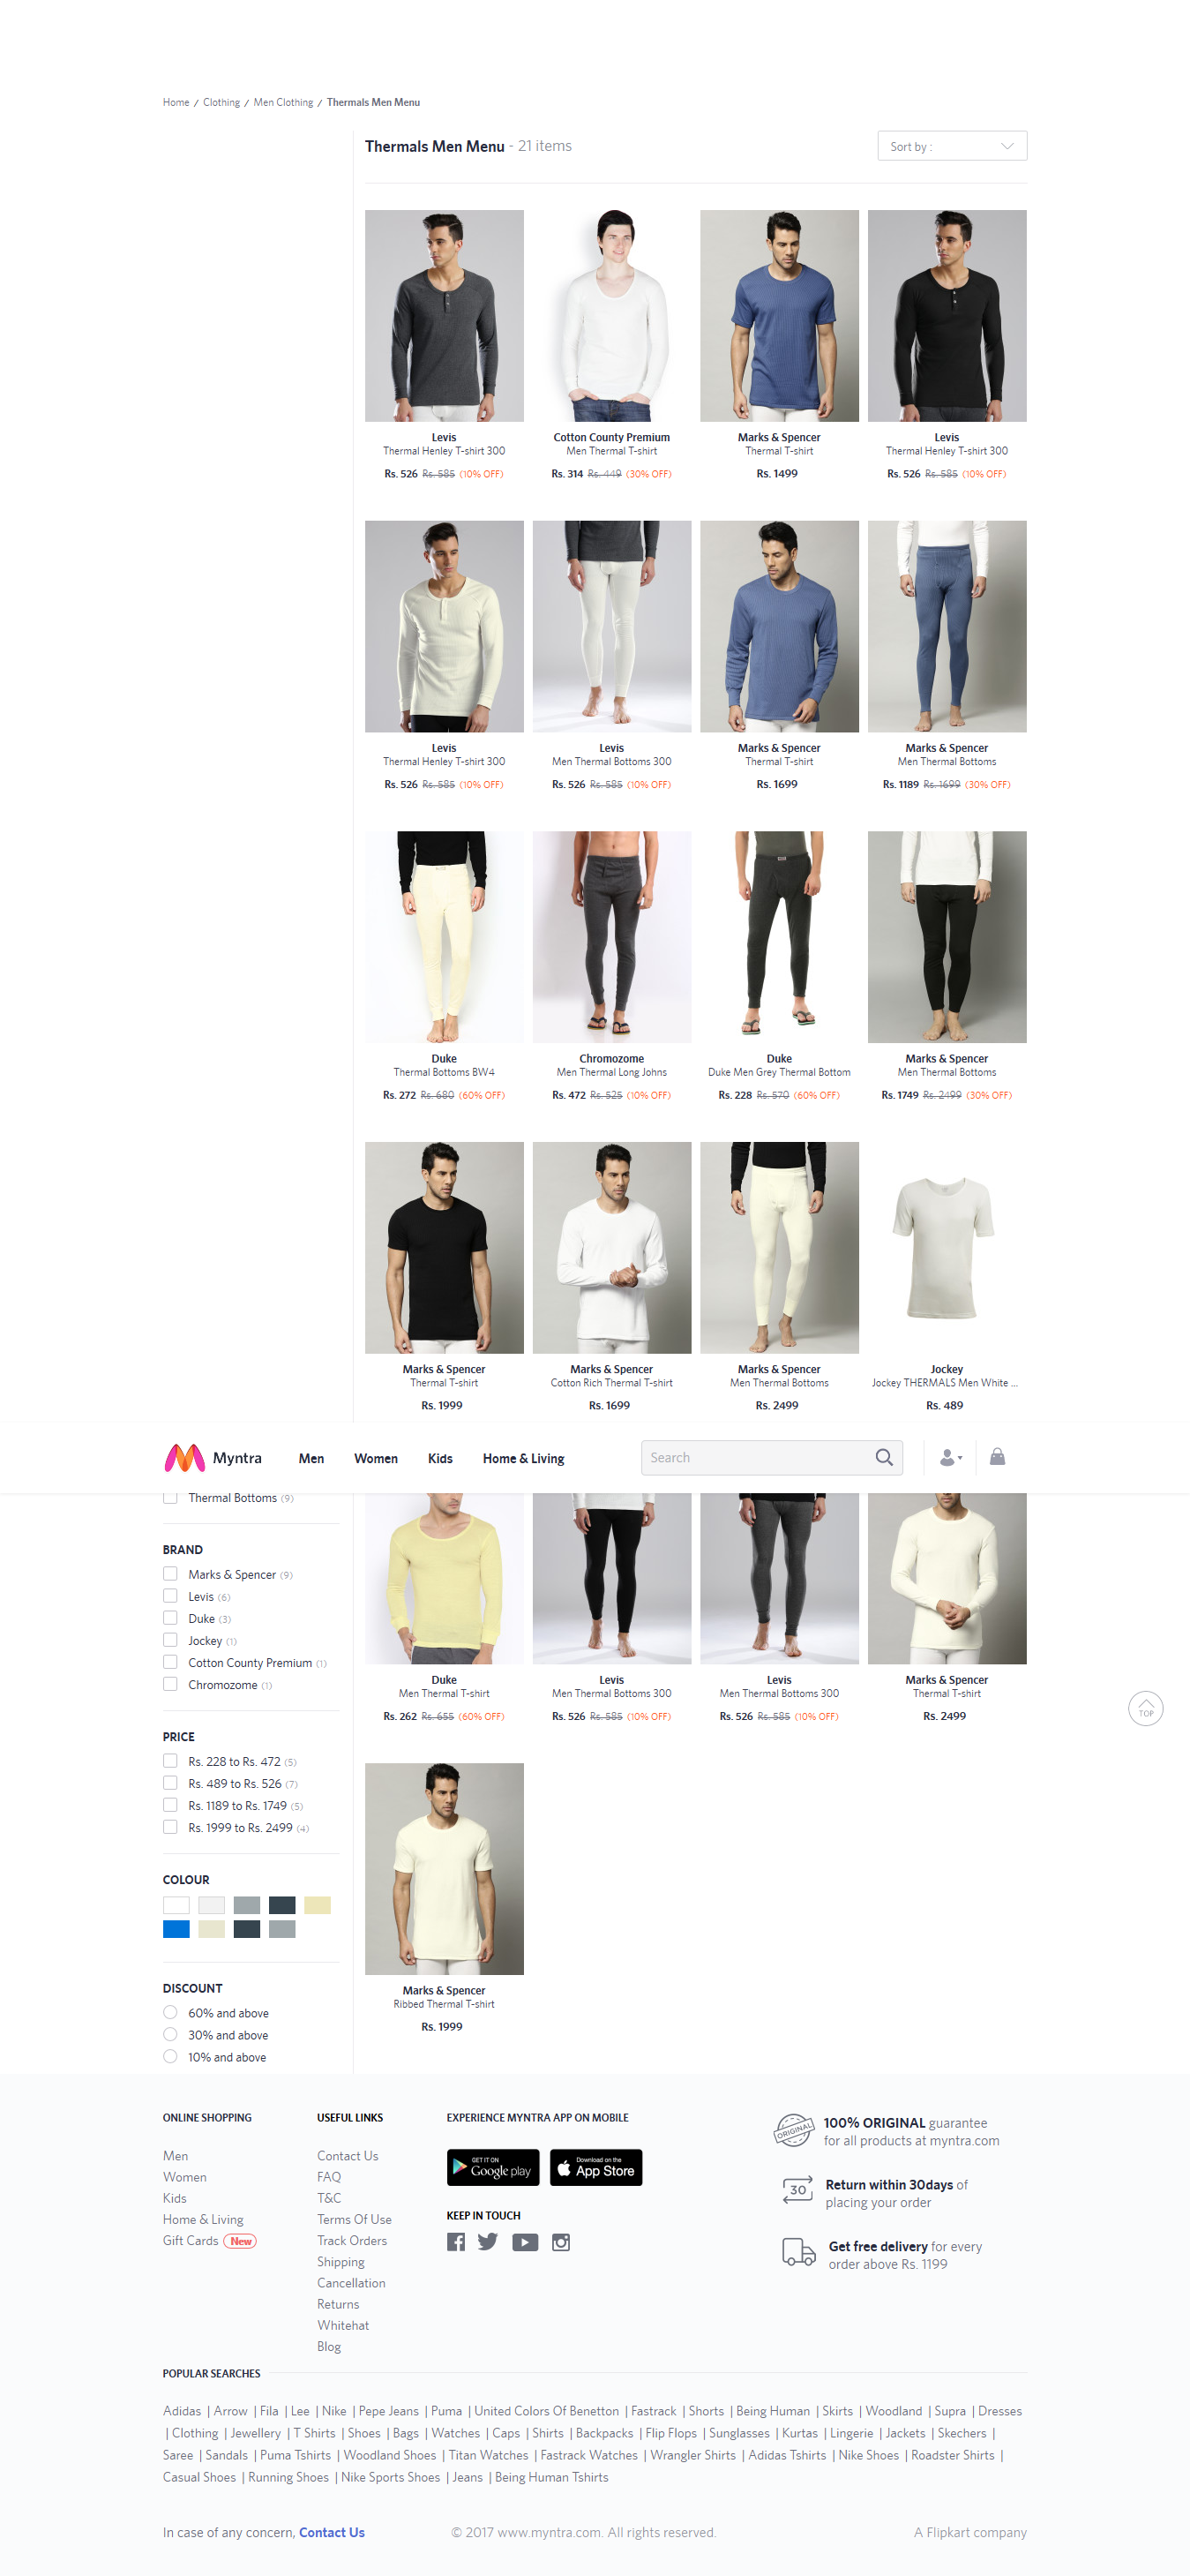 Home / Clothing / Men Clothing / Thermals Men Menu
Thermals Men Menu - 21 items
Sort by :
Levis
Thermal Henley T-shirt 300
Rs. 526 Rs. 585 (10% OFF)
Cotton County Premium
Men Thermal T-shirt
Rs. 314 Rs. 449 (30% OFF)
Marks & Spencer
Thermal T-shirt
Rs. 1499
Levis
Thermal Henley T-shirt 300
Rs. 526 Rs. 585 (10% OFF)
Levis
Thermal Henley T-shirt 300
Rs. 526 Rs. 585 (10% OFF)
Levis
Men Thermal Bottoms 300
Rs. 526 Rs. 585 (10% OFF)
Marks & Spencer
Thermal T-shirt
Rs. 1699
Marks & Spencer
Men Thermal Bottoms
Rs. 1189 Rs. 1699 (30% OFF)
Duke
Thermal Bottoms BW4
Rs. 272 Rs. 680 (60% OFF)
Chromozome
Men Thermal Long Johns
Rs. 472 Rs. 525 (10% OFF)
Duke
Duke Men Grey Thermal Bottom
Rs. 228 Rs. 570 (60% OFF)
Marks & Spencer
Men Thermal Bottoms
Rs. 1749 Rs. 2499 (30% OFF)
Marks & Spencer
Thermal T-shirt
Rs. 1999
Marks & Spencer
Cotton Rich Thermal T-shirt
Rs. 1699
Marks & Spencer
Men Thermal Bottoms
Rs. 2499
Jockey
Jockey THERMALS Men White ...
Rs. 489
Myntra
Men
Women
Kids
Home & Living
Search
Thermal Bottoms (9)
BRAND
Marks & Spencer (9)
Levis (6)
Duke (3)
Jockey (1)
Cotton County Premium (1)
Chromozome (1)
PRICE
Rs. 228 to Rs. 472 (5)
Rs. 489 to Rs. 526 (7)
Rs. 1189 to Rs. 1749 (5)
Rs. 1999 to Rs. 2499 (4)
COLOUR
DISCOUNT
60% and above
30% and above
10% and above
Duke
Men Thermal T-shirt
Rs. 262 Rs. 655 (60% OFF)
Levis
Men Thermal Bottoms 300
Rs. 526 Rs. 585 (10% OFF)
Levis
Men Thermal Bottoms 300
Rs. 526 Rs. 585 (10% OFF)
Marks & Spencer
Thermal T-shirt
Rs. 2499
TOP
Marks & Spencer
Ribbed Thermal T-shirt
Rs. 1999
ONLINE SHOPPING
Men
Women
Kids
Home & Living
Gift Cards New
USEFUL LINKS
Contact Us
FAQ
T&C
Terms Of Use
Track Orders
Shipping
Cancellation
Returns
Whitehat
Blog
EXPERIENCE MYNTRA APP ON MOBILE
GET IT ON
Google play
Download on the
App Store
KEEP IN TOUCH
ORIGINAL
100% ORIGINAL guarantee
for all products at myntra.com
30
Return within 30days of
placing your order
Get free delivery for every
order above Rs. 1199
POPULAR SEARCHES
Adidas | Arrow | Fila | Lee | Nike | Pepe Jeans | Puma | United Colors Of Benetton | Fastrack | Shorts | Being Human | Skirts | Woodland | Supra | Dresses
| Clothing | Jewellery | T Shirts | Shoes | Bags | Watches | Caps | Shirts | Backpacks | Flip Flops | Sunglasses | Kurtas | Lingerie | Jackets | Skechers |
Saree | Sandals | Puma Tshirts | Woodland Shoes | Titan Watches | Fastrack Watches | Wrangler Shirts | Adidas Tshirts | Nike Shoes | Roadster Shirts |
Casual Shoes | Running Shoes | Nike Sports Shoes | Jeans | Being Human Tshirts
In case of any concern, Contact Us
© 2017 www.myntra.com. All rights reserved.
A Flipkart company